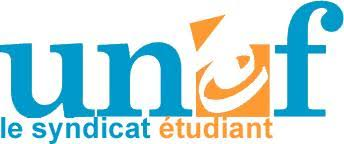 unef
le syndicat étudiant